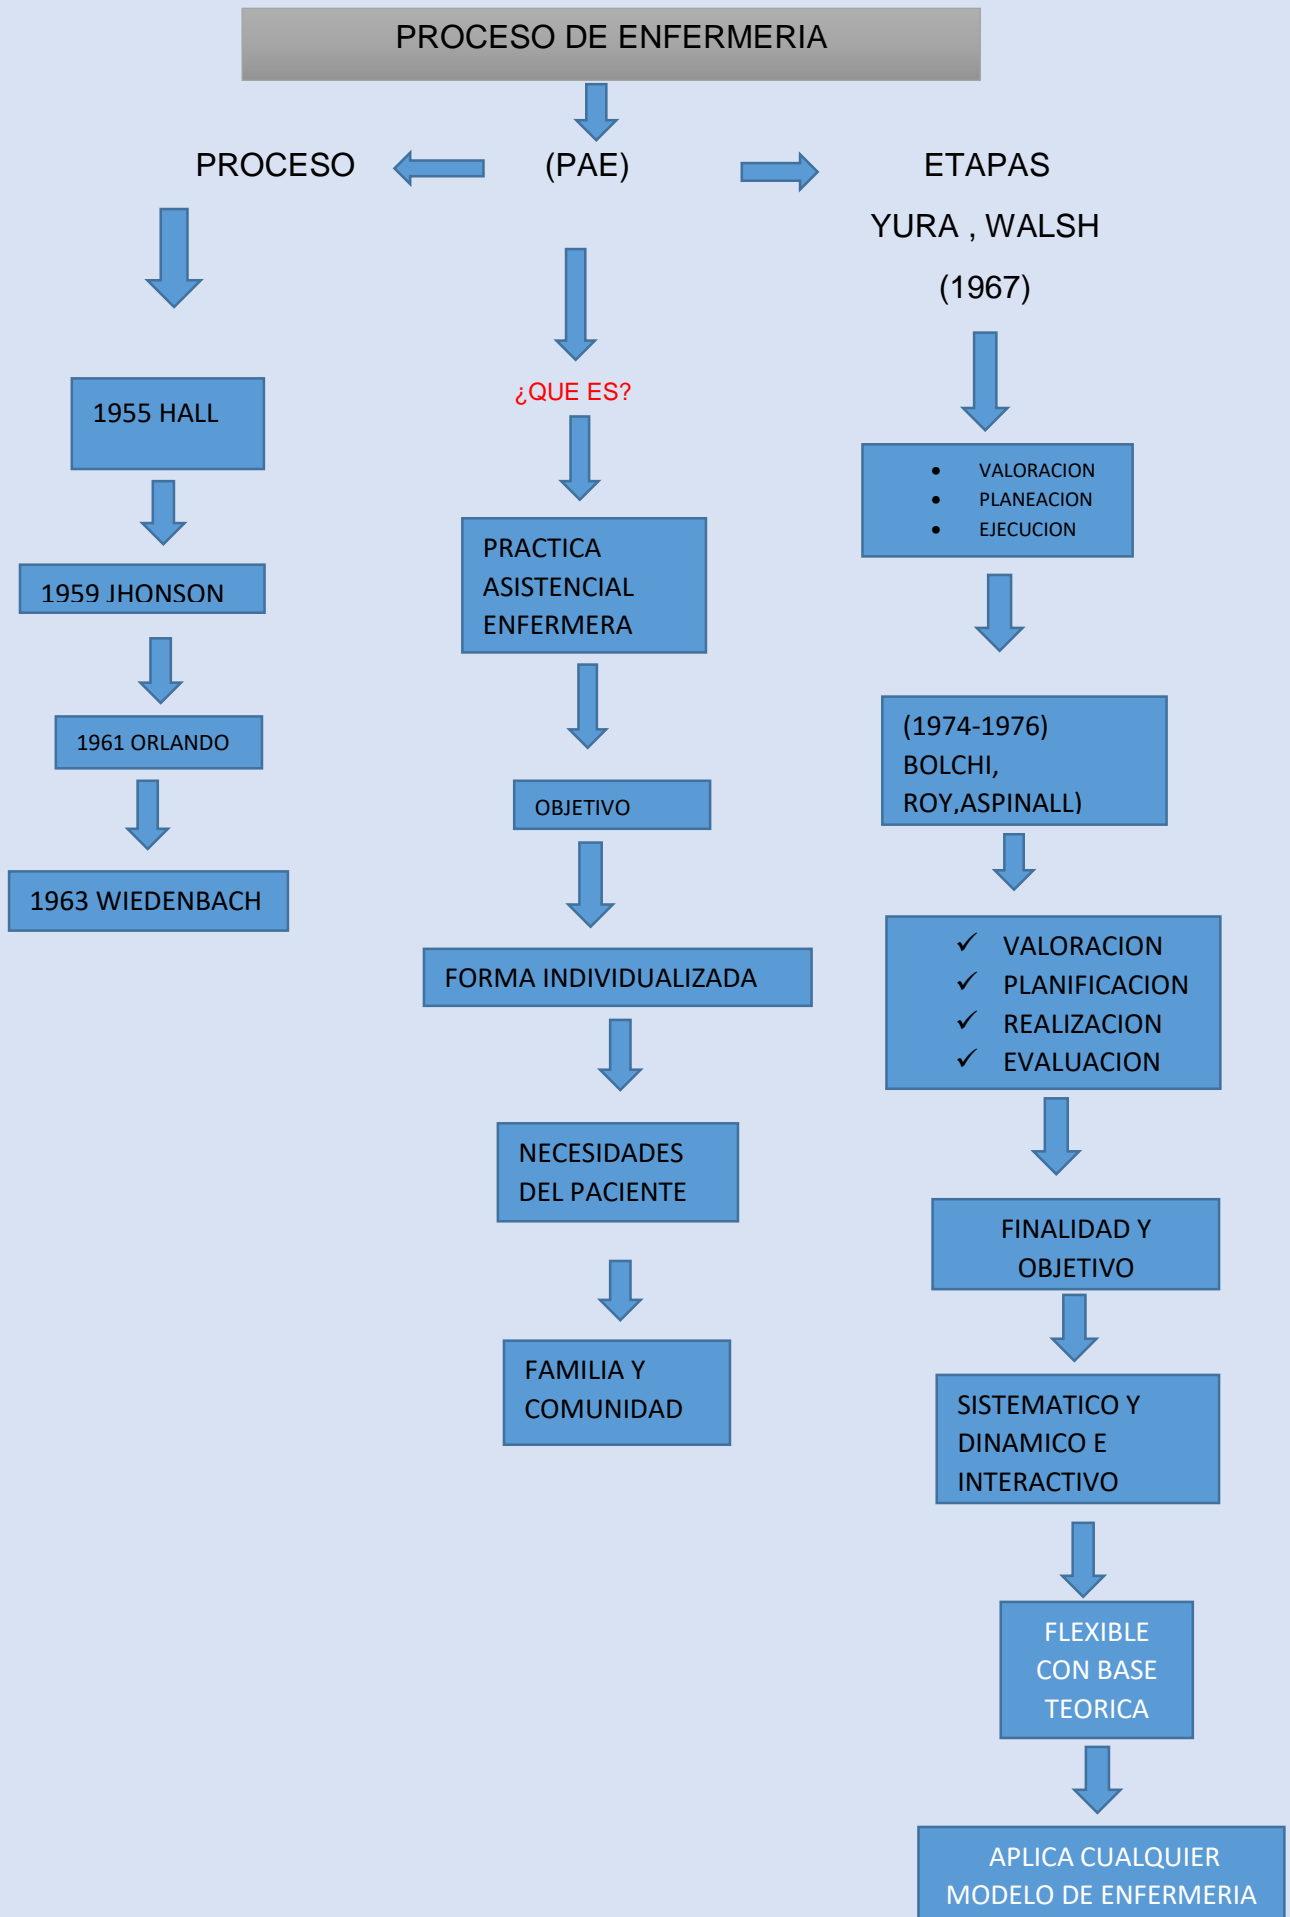 PROCESO DE ENFERMERIA
PROCESO
(PAE)
ETAPAS
YURA , WALSH
(1967)
1955 HALL
1959 JHONSON
1961 ORLANDO
1963 WIEDENBACH
¿QUE ES?
PRACTICA
ASISTENCIAL
ENFERMERA
OBJETIVO
FORMA INDIVIDUALIZADA
NECESIDADES
DEL PACIENTE
FAMILIA Y
COMUNIDAD
• VALORACION
• PLANEACION
• EJECUCION
(1974-1976)
BOLCHI,
ROY,ASPINALL)
✓ VALORACION
✓ PLANIFICACION
✓ REALIZACION
✓ EVALUACION
FINALIDAD Y
OBJETIVO
SISTEMATICO Y
DINAMICO E
INTERACTIVO
FLEXIBLE
CON BASE
TEORICA
APLICA CUALQUIER
MODELO DE ENFERMERIA